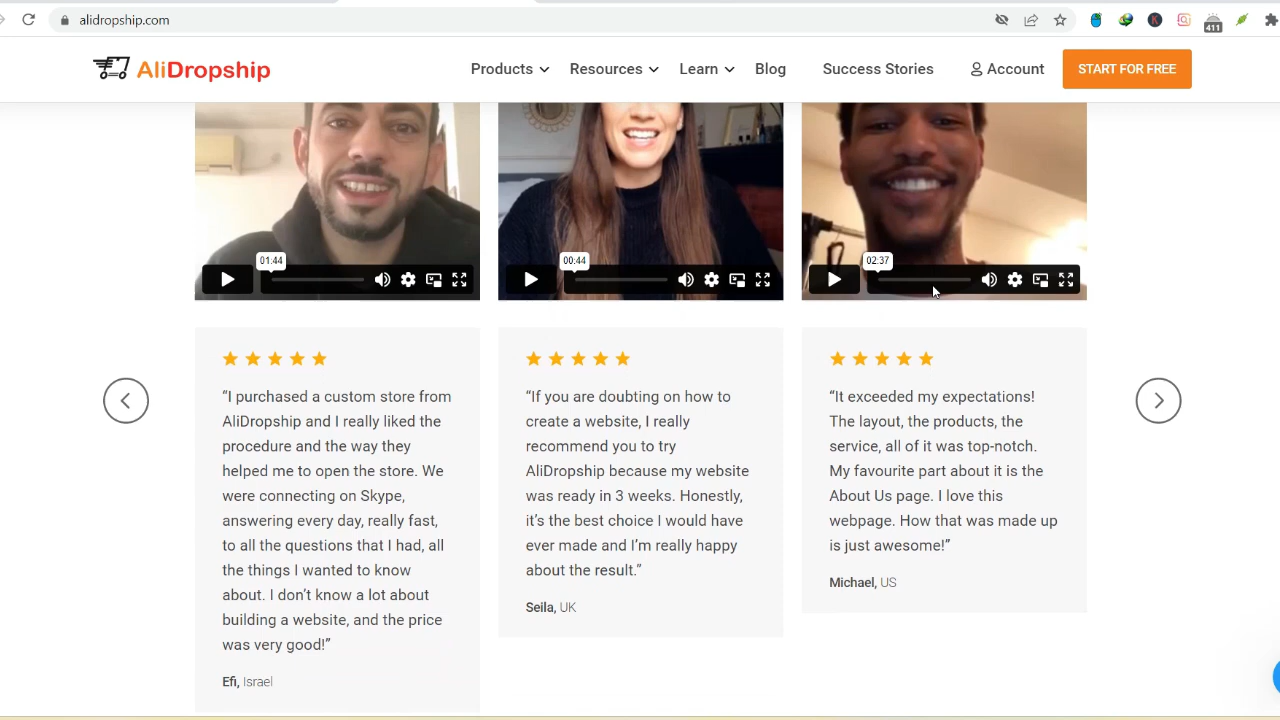 alidropship.com
411
AliDropship
Products
Resources
Learn
Blog
Success Stories
Account
START FOR FREE
01:44
00:44
02:37
“I purchased a custom store from
AliDropship and I really liked the
procedure and the way they
helped me to open the store. We
were connecting on Skype,
answering every day, really fast,
to all the questions that I had, all
the things I wanted to know
about. I don’t know a lot about
building a website, and the price
was very good!”
Efi, Israel
“If you are doubting on how to
create a website, I really
recommend you to try
AliDropship because my website
was ready in 3 weeks. Honestly,
it’s the best choice I would have
ever made and I’m really happy
about the result.”
Seila, UK
“It exceeded my expectations!
The layout, the products, the
service, all of it was top-notch.
My favourite part about it is the
About Us page. I love this
webpage. How that was made up
is just awesome!”
Michael, US